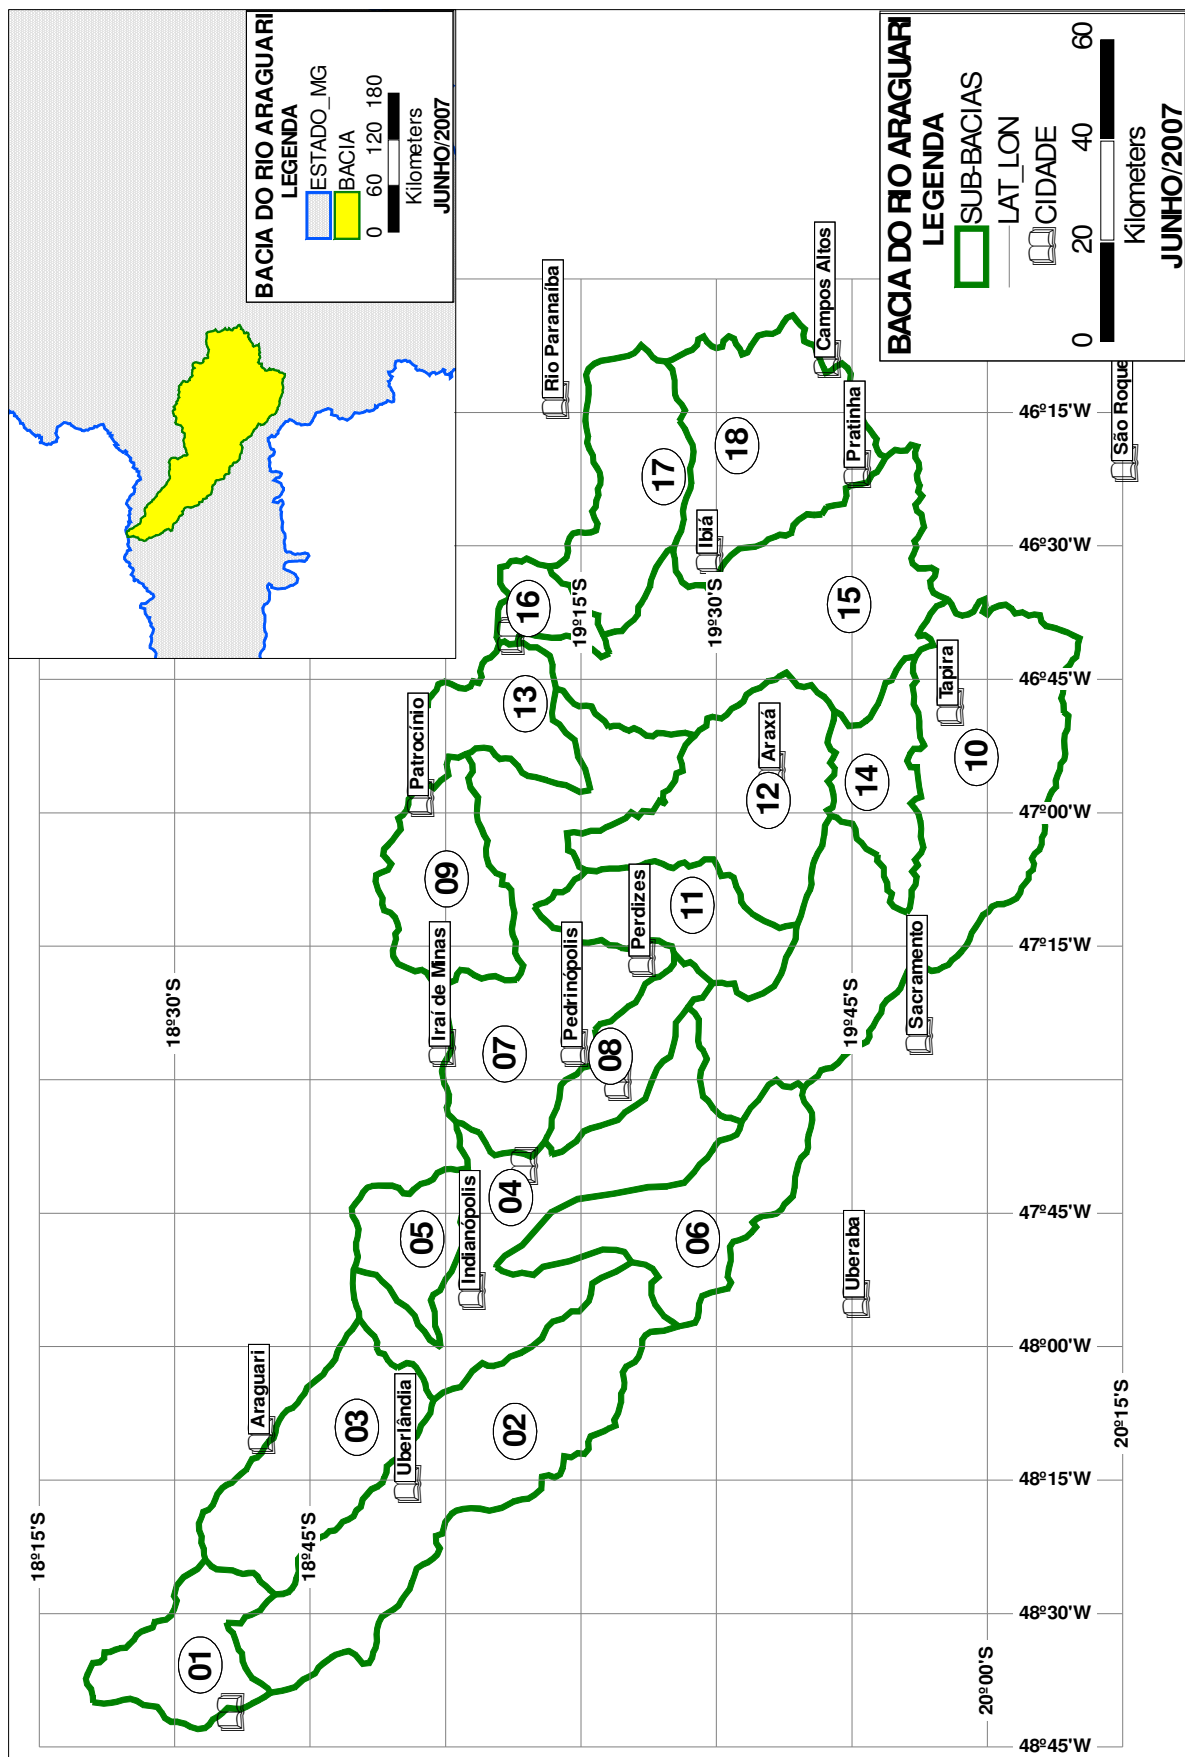 BACIA DO RIO ARAGUARI
LEGENDA
ESTADO_MG
BACIA
0 60 120 180
Kilometers
JUNHO/2007
BACIA DO RIO ARAGUARI
LEGENDA
SUB-BACIAS
LAT_LON
CIDADE
0 20 40 60
Kilometers
JUNHO/2007
18º15'S
18º30'S
18º45'S
19º15'S
19º30'S
19º45'S
20º00'S
20º15'S
48º45'W
48º30'W
48º15'W
48º00'W
47º45'W
47º15'W
47º00'W
46º45'W
46º30'W
46º15'W
Araguari
Uberlândia
Indianópolis
Iraí de Minas
Patrocínio
Pedrinópolis
Perdizes
Araxá
Ibiá
Rio Paranaíba
Campos Altos
Pratinha
Tapira
Sacramento
Uberaba
São Roque
01
02
03
04
05
06
07
08
09
10
11
12
13
14
15
16
17
18